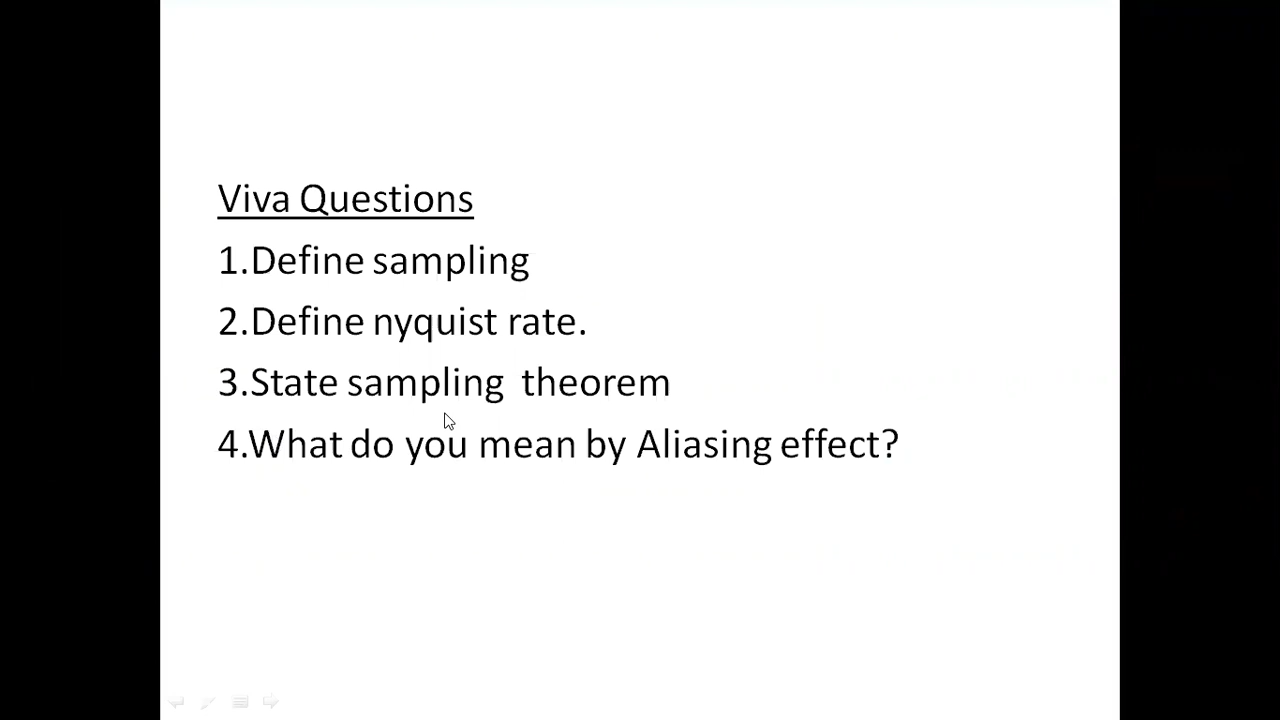 Viva Questions
1.Define sampling
2.Define nyquist rate.
3.State sampling theorem
4.What do you mean by Aliasing effect?